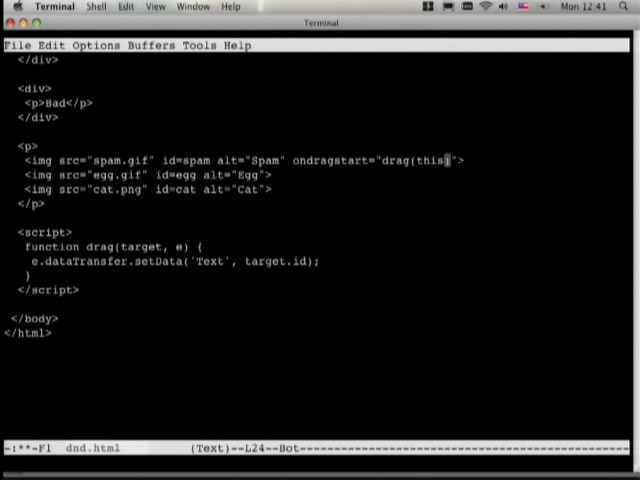 Terminal Shell Edit View Window Help Mon 12:41
Terminal
File Edit Options Buffers Tools Help
</div>
<div>
<p>Bad</p>
</div>
<p>
<img src="spam.gif" id=spam alt="Spam" ondragstart="drag(this)">
<img src="egg.gif" id=egg alt="Egg">
<img src="cat.png" id=cat alt="Cat">
</p>
<script>
function drag(target, e) {
e.dataTransfer.setData('Text', target.id);
}
</script>
</body>
</html>
-:**-F1 dnd.html (Text)--L24--Bot----------------------------------------------